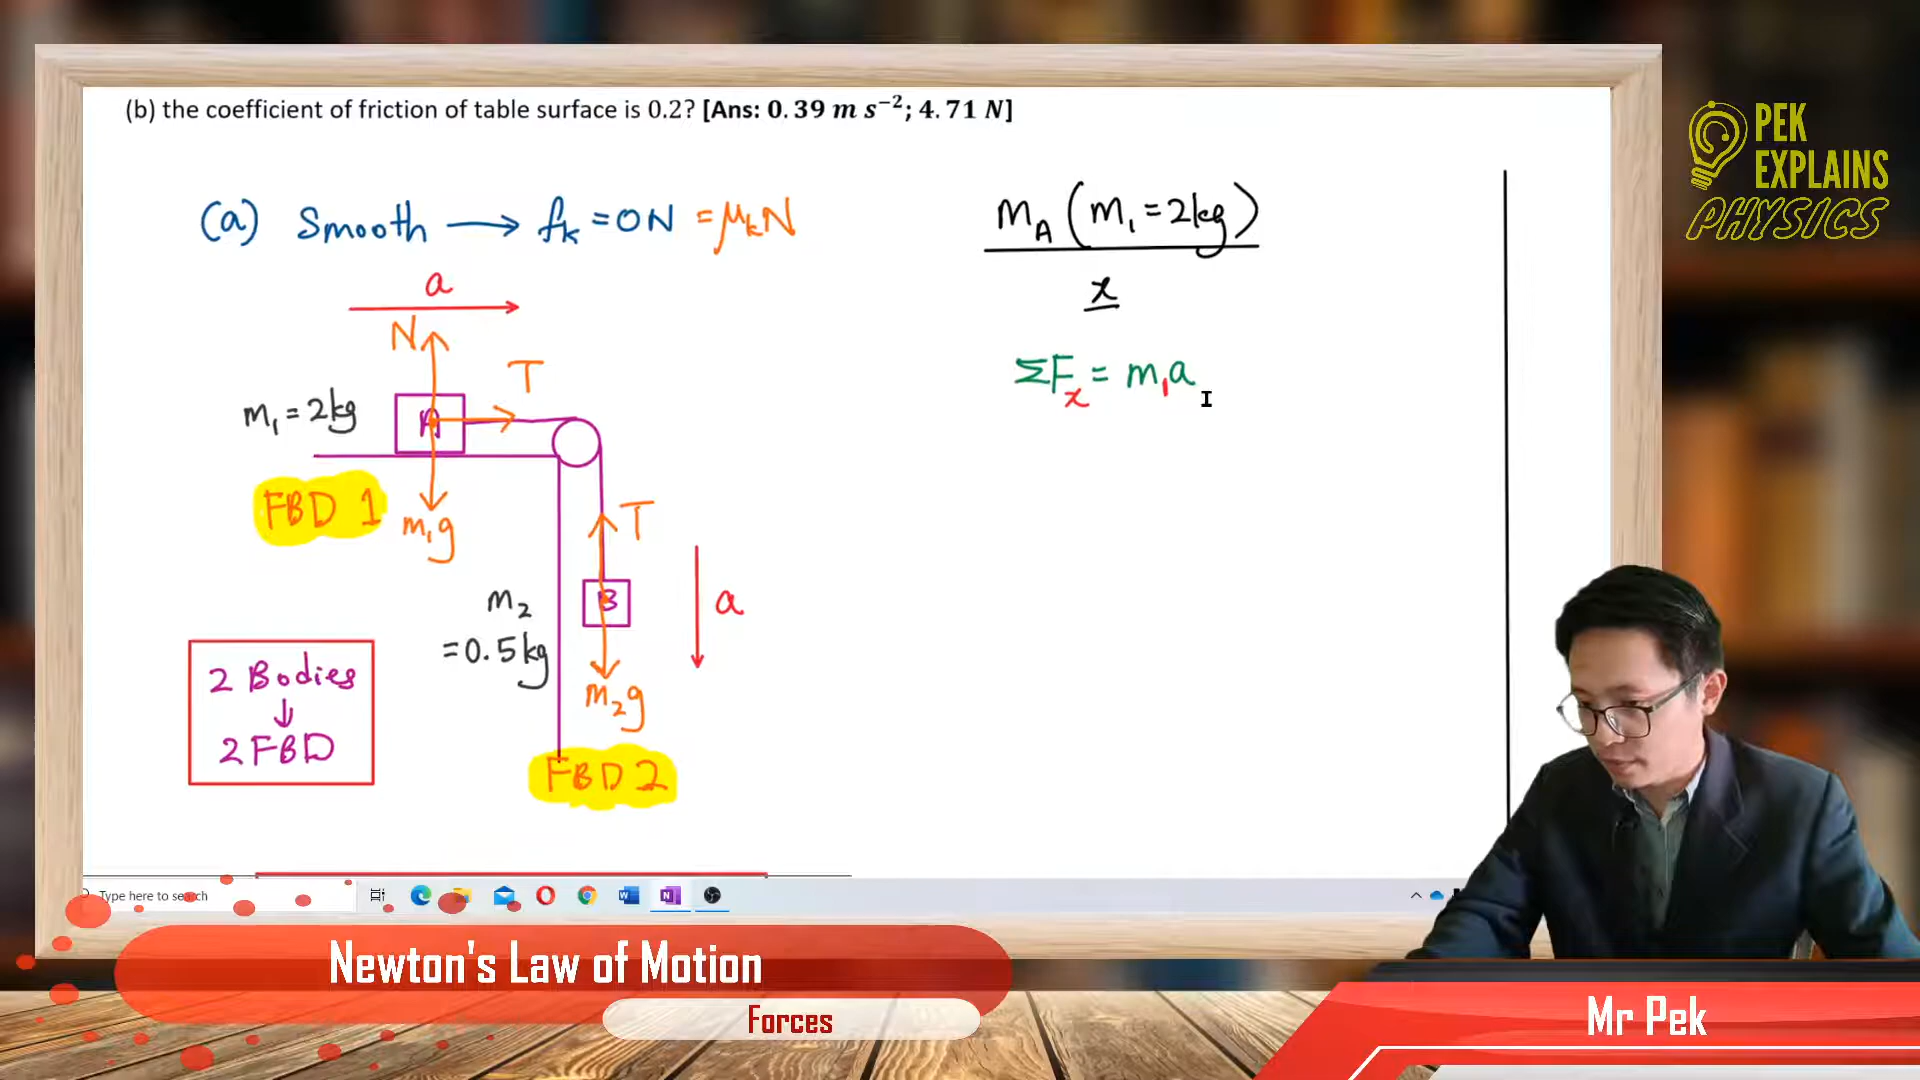 (b) the coefficient of friction of table surface is 0.2? [Ans: 0.39 m s⁻²; 4.71 N]
PEK
EXPLAINS
PHYSICS
(a) Smooth → fₖ = 0N = μₖN
a
N
T
m₁ = 2kg
A
FBD 1
m₁g
T
m₂
= 0.5kg
B
a
m₂g
FBD 2
2 Bodies
↓
2 FBD
m_A (m₁ = 2kg)
x
ΣFₓ = m₁a
Type here to search
Newton's Law of Motion
Forces
Mr Pek